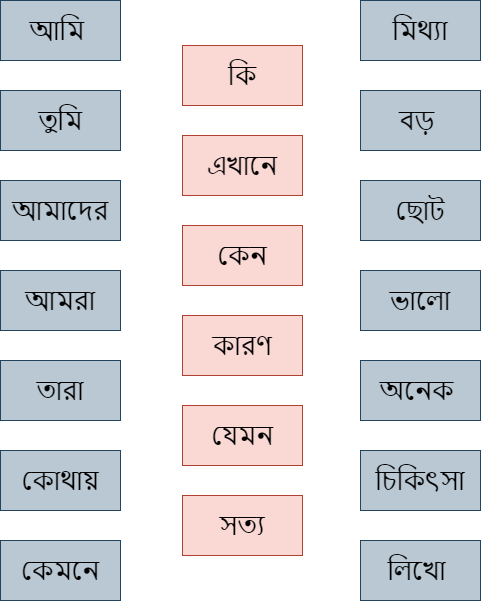 আমি
তুমি
আমাদের
আমরা
তারা
কোথায়
কেমনে
কি
এখানে
কেন
কারণ
যেমন
সত্য
মিথ্যা
বড়
ছোট
ভালো
অনেক
চিকিৎসা
লিখো